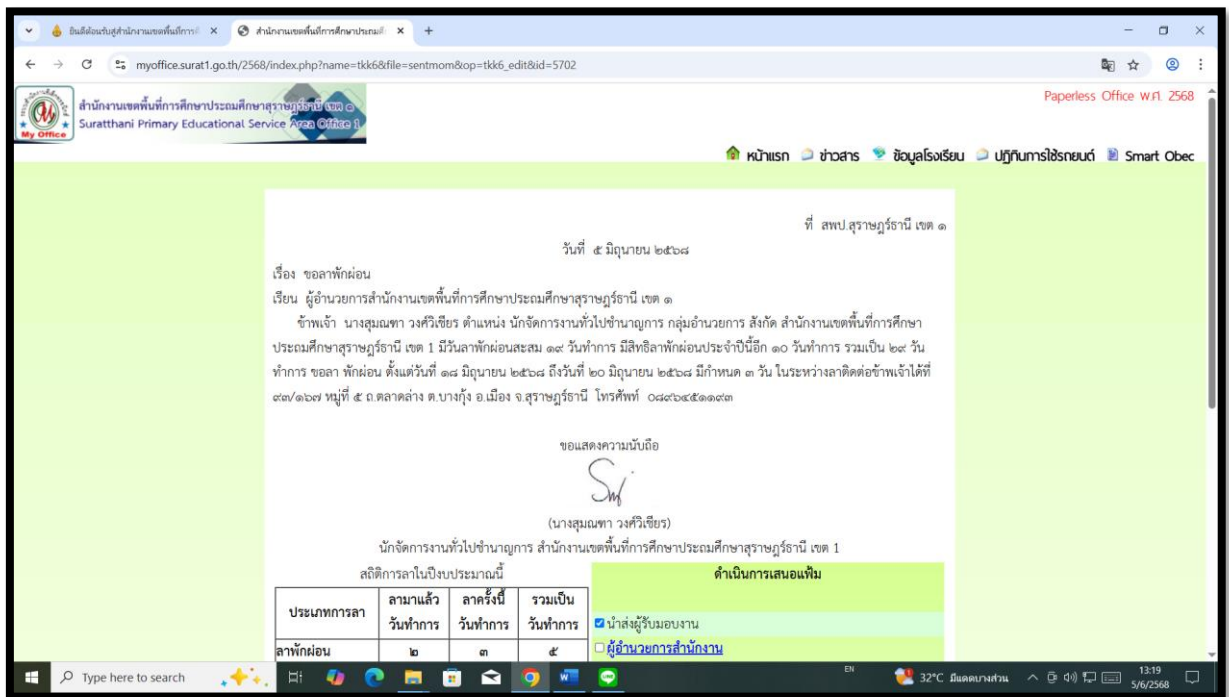 ยินดีต้อนรับสู่สำนักงานเขตพื้นที่การศึ
สำนักงานเขตพื้นที่การศึกษาประถมศึ
myoffice.surat1.go.th/2568/index.php?name=tkk6&file=sentmom&op=tkk6_edit&id=5702
My Office
สำนักงานเขตพื้นที่การศึกษาประถมศึกษาสุราษฎร์ธานี เขต ๑
Suratthani Primary Educational Service Area Office 1
Paperless Office พ.ศ. 2568
หน้าแรก ข่าวสาร ข้อมูลโรงเรียน ปฏิทินการใช้รถยนต์ Smart Obec
ที่ สพป.สุราษฎร์ธานี เขต ๑
วันที่ ๕ มิถุนายน ๒๕๖๘
เรื่อง ขอลาพักผ่อน
เรียน ผู้อำนวยการสำนักงานเขตพื้นที่การศึกษาประถมศึกษาสุราษฎร์ธานี เขต ๑
ข้าพเจ้า นางสุมณฑา วงศ์วิเชียร ตำแหน่ง นักจัดการงานทั่วไปชำนาญการ กลุ่มอำนวยการ สังกัด สำนักงานเขตพื้นที่การศึกษา
ประถมศึกษาสุราษฎร์ธานี เขต 1 มีวันลาพักผ่อนสะสม ๑๙ วันทำการ มีสิทธิลาพักผ่อนประจำปีนี้อีก ๑๐ วันทำการ รวมเป็น ๒๙ วัน
ทำการ ขอลา พักผ่อน ตั้งแต่วันที่ ๑๘ มิถุนายน ๒๕๖๘ ถึงวันที่ ๒๐ มิถุนายน ๒๕๖๘ มีกำหนด ๓ วัน ในระหว่างลาติดต่อข้าพเจ้าได้ที่
๙๓/๑๖๗ หมู่ที่ ๕ ถ.ตลาดล่าง ต.บางกุ้ง อ.เมือง จ.สุราษฎร์ธานี โทรศัพท์ ๐๘๙๖๔๕๑๑๙๓
ขอแสดงความนับถือ
(นางสุมณฑา วงศ์วิเชียร)
นักจัดการงานทั่วไปชำนาญการ สำนักงานเขตพื้นที่การศึกษาประถมศึกษาสุราษฎร์ธานี เขต 1
สถิติการลาในปีงบประมาณนี้
ดำเนินการเสนอแฟ้ม
ประเภทการลา ลามาแล้ว วันทำการ ลาครั้งนี้ วันทำการ รวมเป็น วันทำการ
นำส่งผู้รับมอบงาน
ลาพักผ่อน ๒ ๓ ๕
ผู้อำนวยการสำนักงาน
Type here to search
EN
32°C มีแดดบางส่วน
13:19
5/6/2568